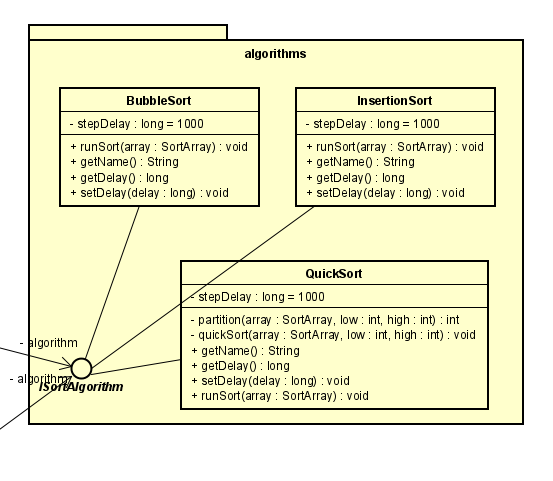 algorithms
BubbleSort
- stepDelay : long = 1000
+ runSort(array : SortArray) : void
+ getName() : String
+ getDelay() : long
+ setDelay(delay : long) : void
InsertionSort
- stepDelay : long = 1000
+ runSort(array : SortArray) : void
+ getName() : String
+ getDelay() : long
+ setDelay(delay : long) : void
QuickSort
- stepDelay : long = 1000
- partition(array : SortArray, low : int, high : int) : int
- quickSort(array : SortArray, low : int, high : int) : void
+ getName() : String
+ getDelay() : long
+ setDelay(delay : long) : void
+ runSort(array : SortArray) : void
- algorithm
- algorithm
ISortAlgorithm